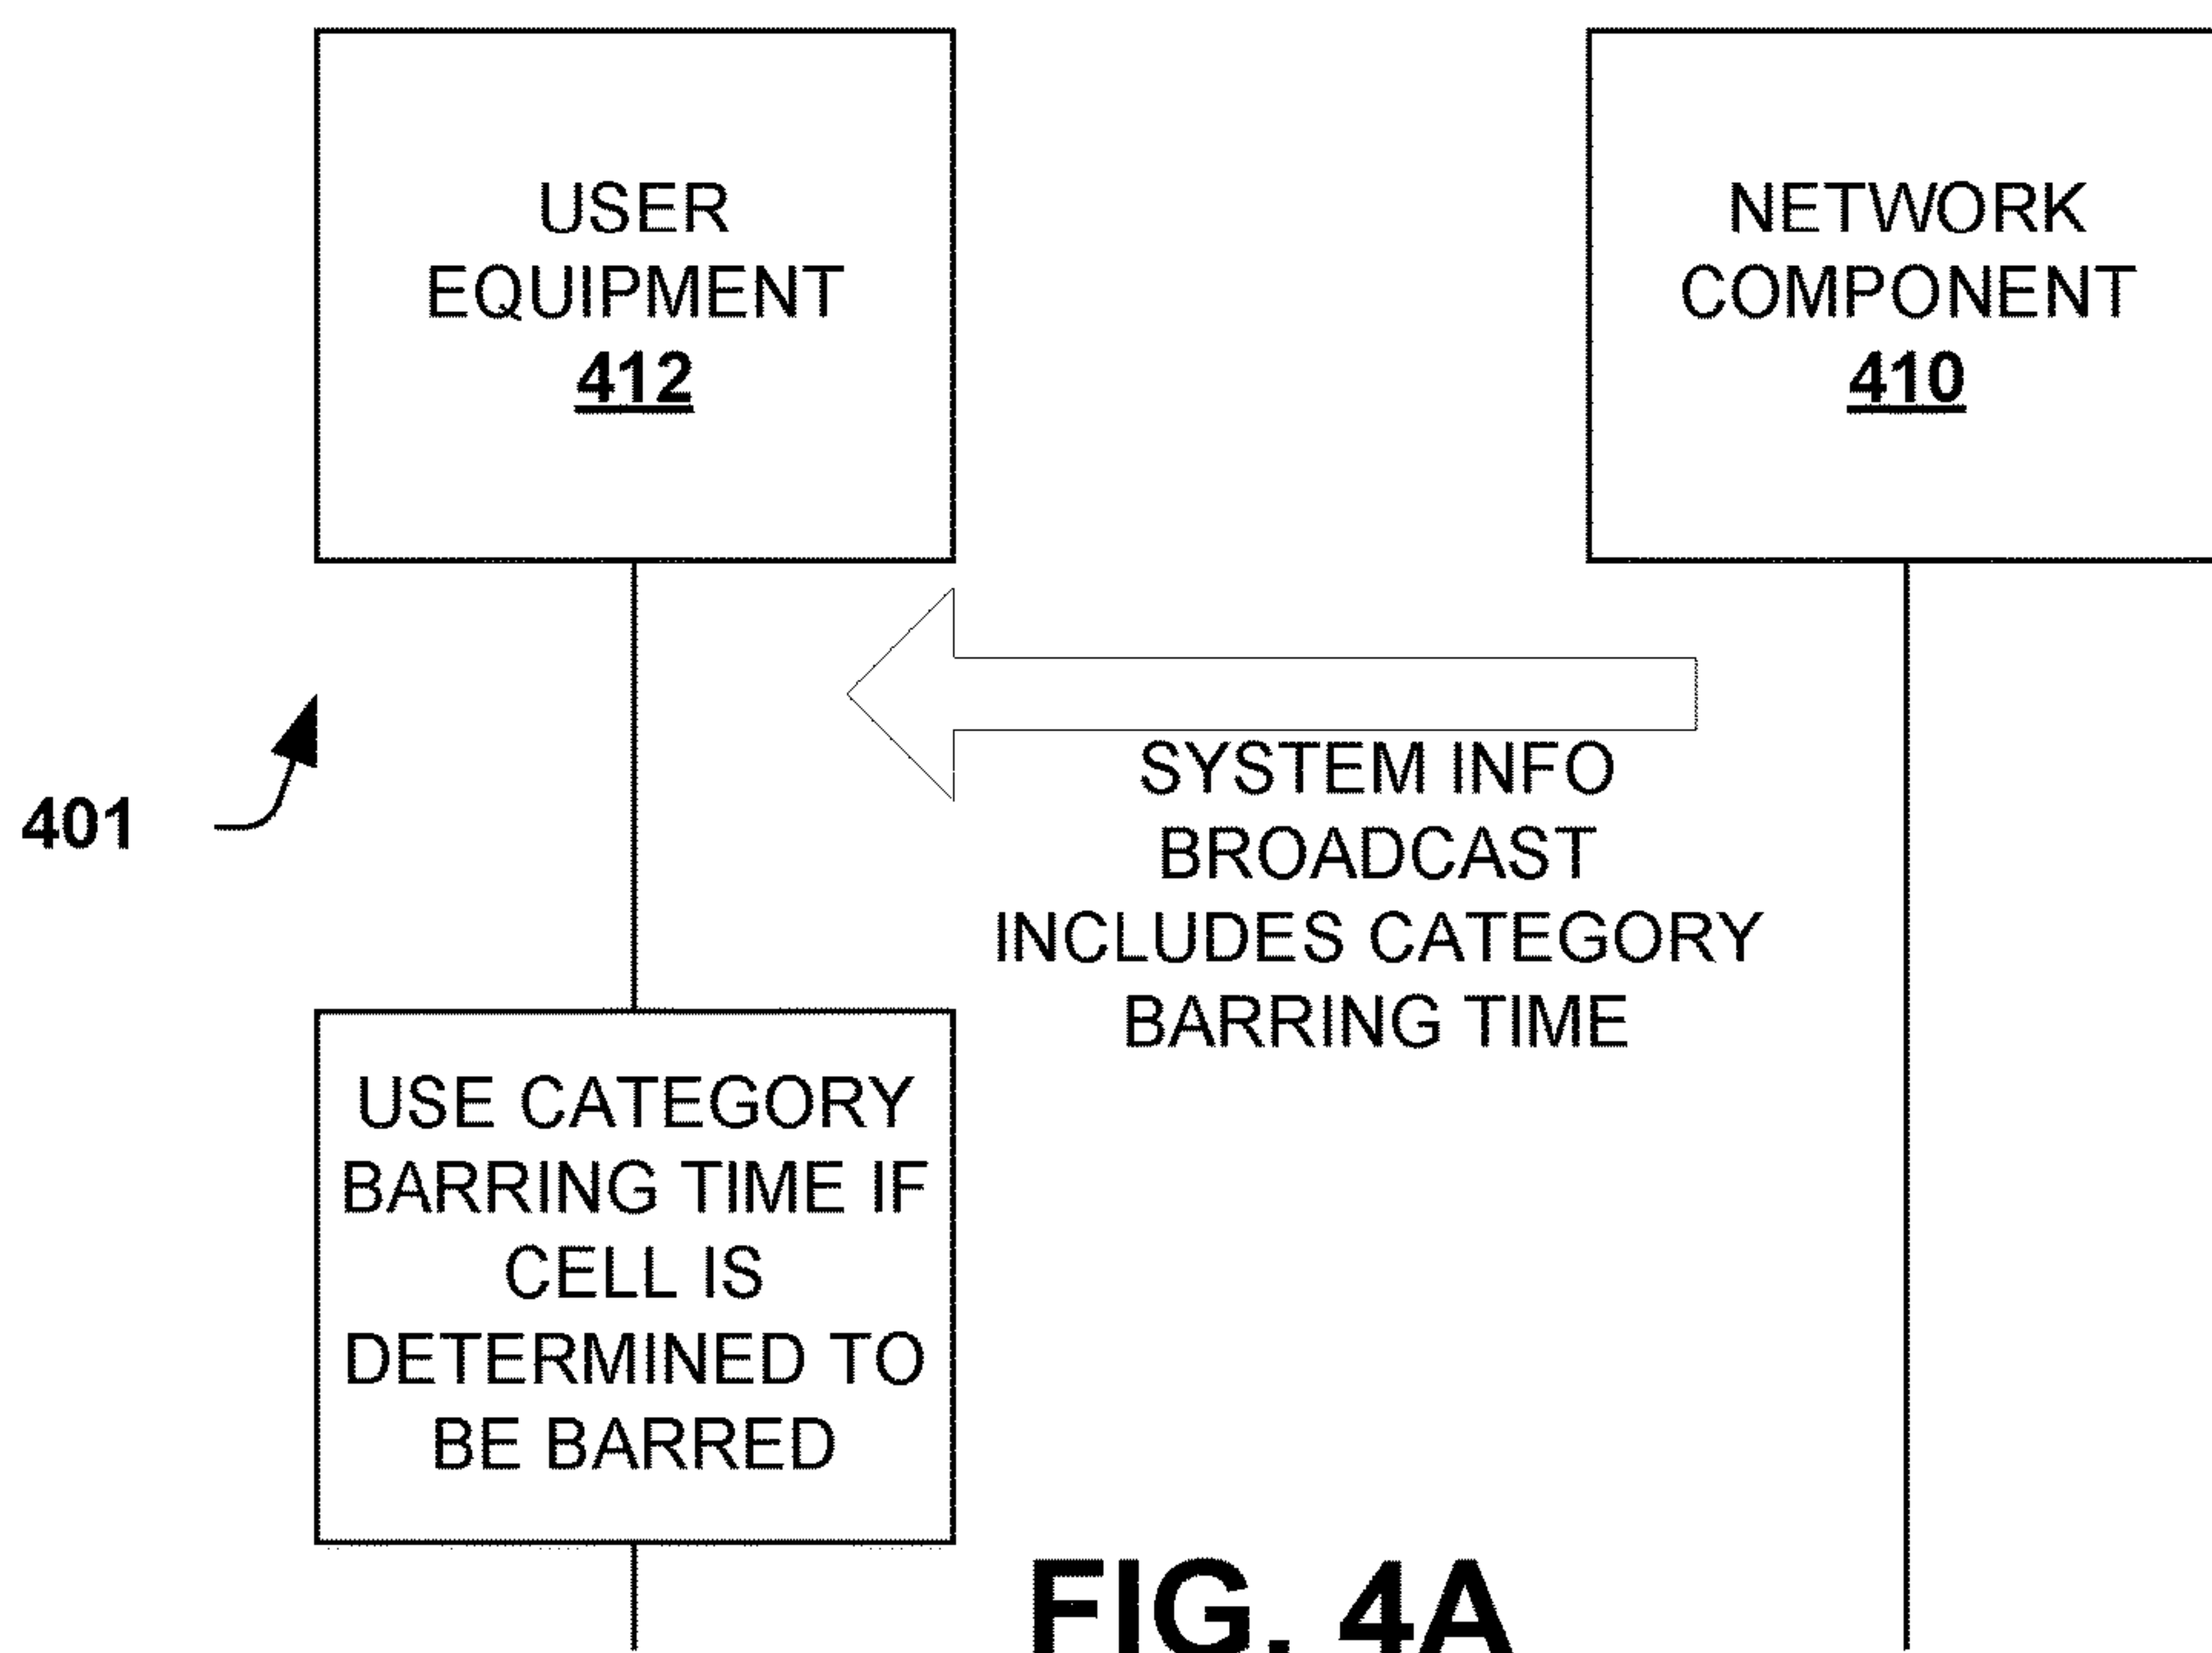 USER
EQUIPMENT
412
NETWORK
COMPONENT
410
401
SYSTEM INFO
BROADCAST
INCLUDES CATEGORY
BARRING TIME
USE CATEGORY
BARRING TIME IF
CELL IS
DETERMINED TO
BE BARRED
FIG. 4A